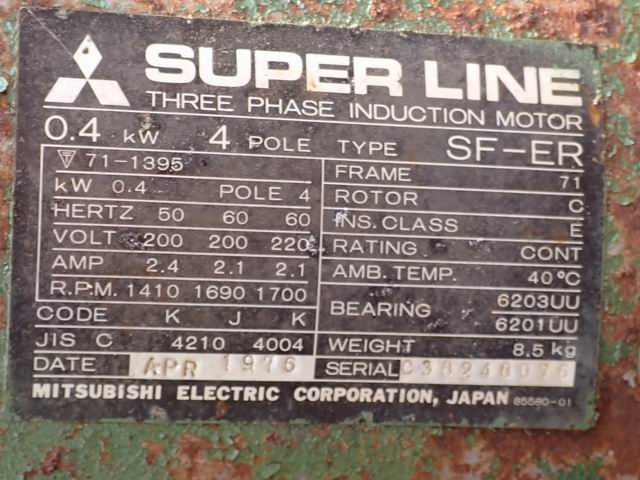 SUPER LINE
THREE PHASE INDUCTION MOTOR
0.4 kW 4 POLE TYPE SF-ER
71-1395
kW 0.4 POLE 4
HERTZ 50 60 60
VOLT 200 200 220
AMP 2.4 2.1 2.1
R.P.M. 1410 1690 1700
CODE K J K
JIS C 4210 4004
DATE APR 1976
FRAME 71
ROTOR C
INS. CLASS E
RATING CONT
AMB. TEMP. 40°C
BEARING 6203UU
6201UU
WEIGHT 8.5 kg
SERIAL
MITSUBISHI ELECTRIC CORPORATION, JAPAN 85580-01